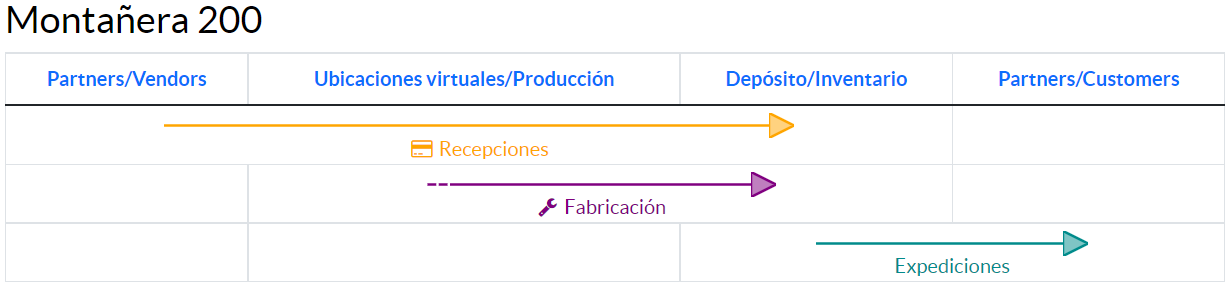 Montañera 200
Partners/Vendors Ubicaciones virtuales/Producción Depósito/Inventario Partners/Customers
Recepciones
Fabricación
Expediciones